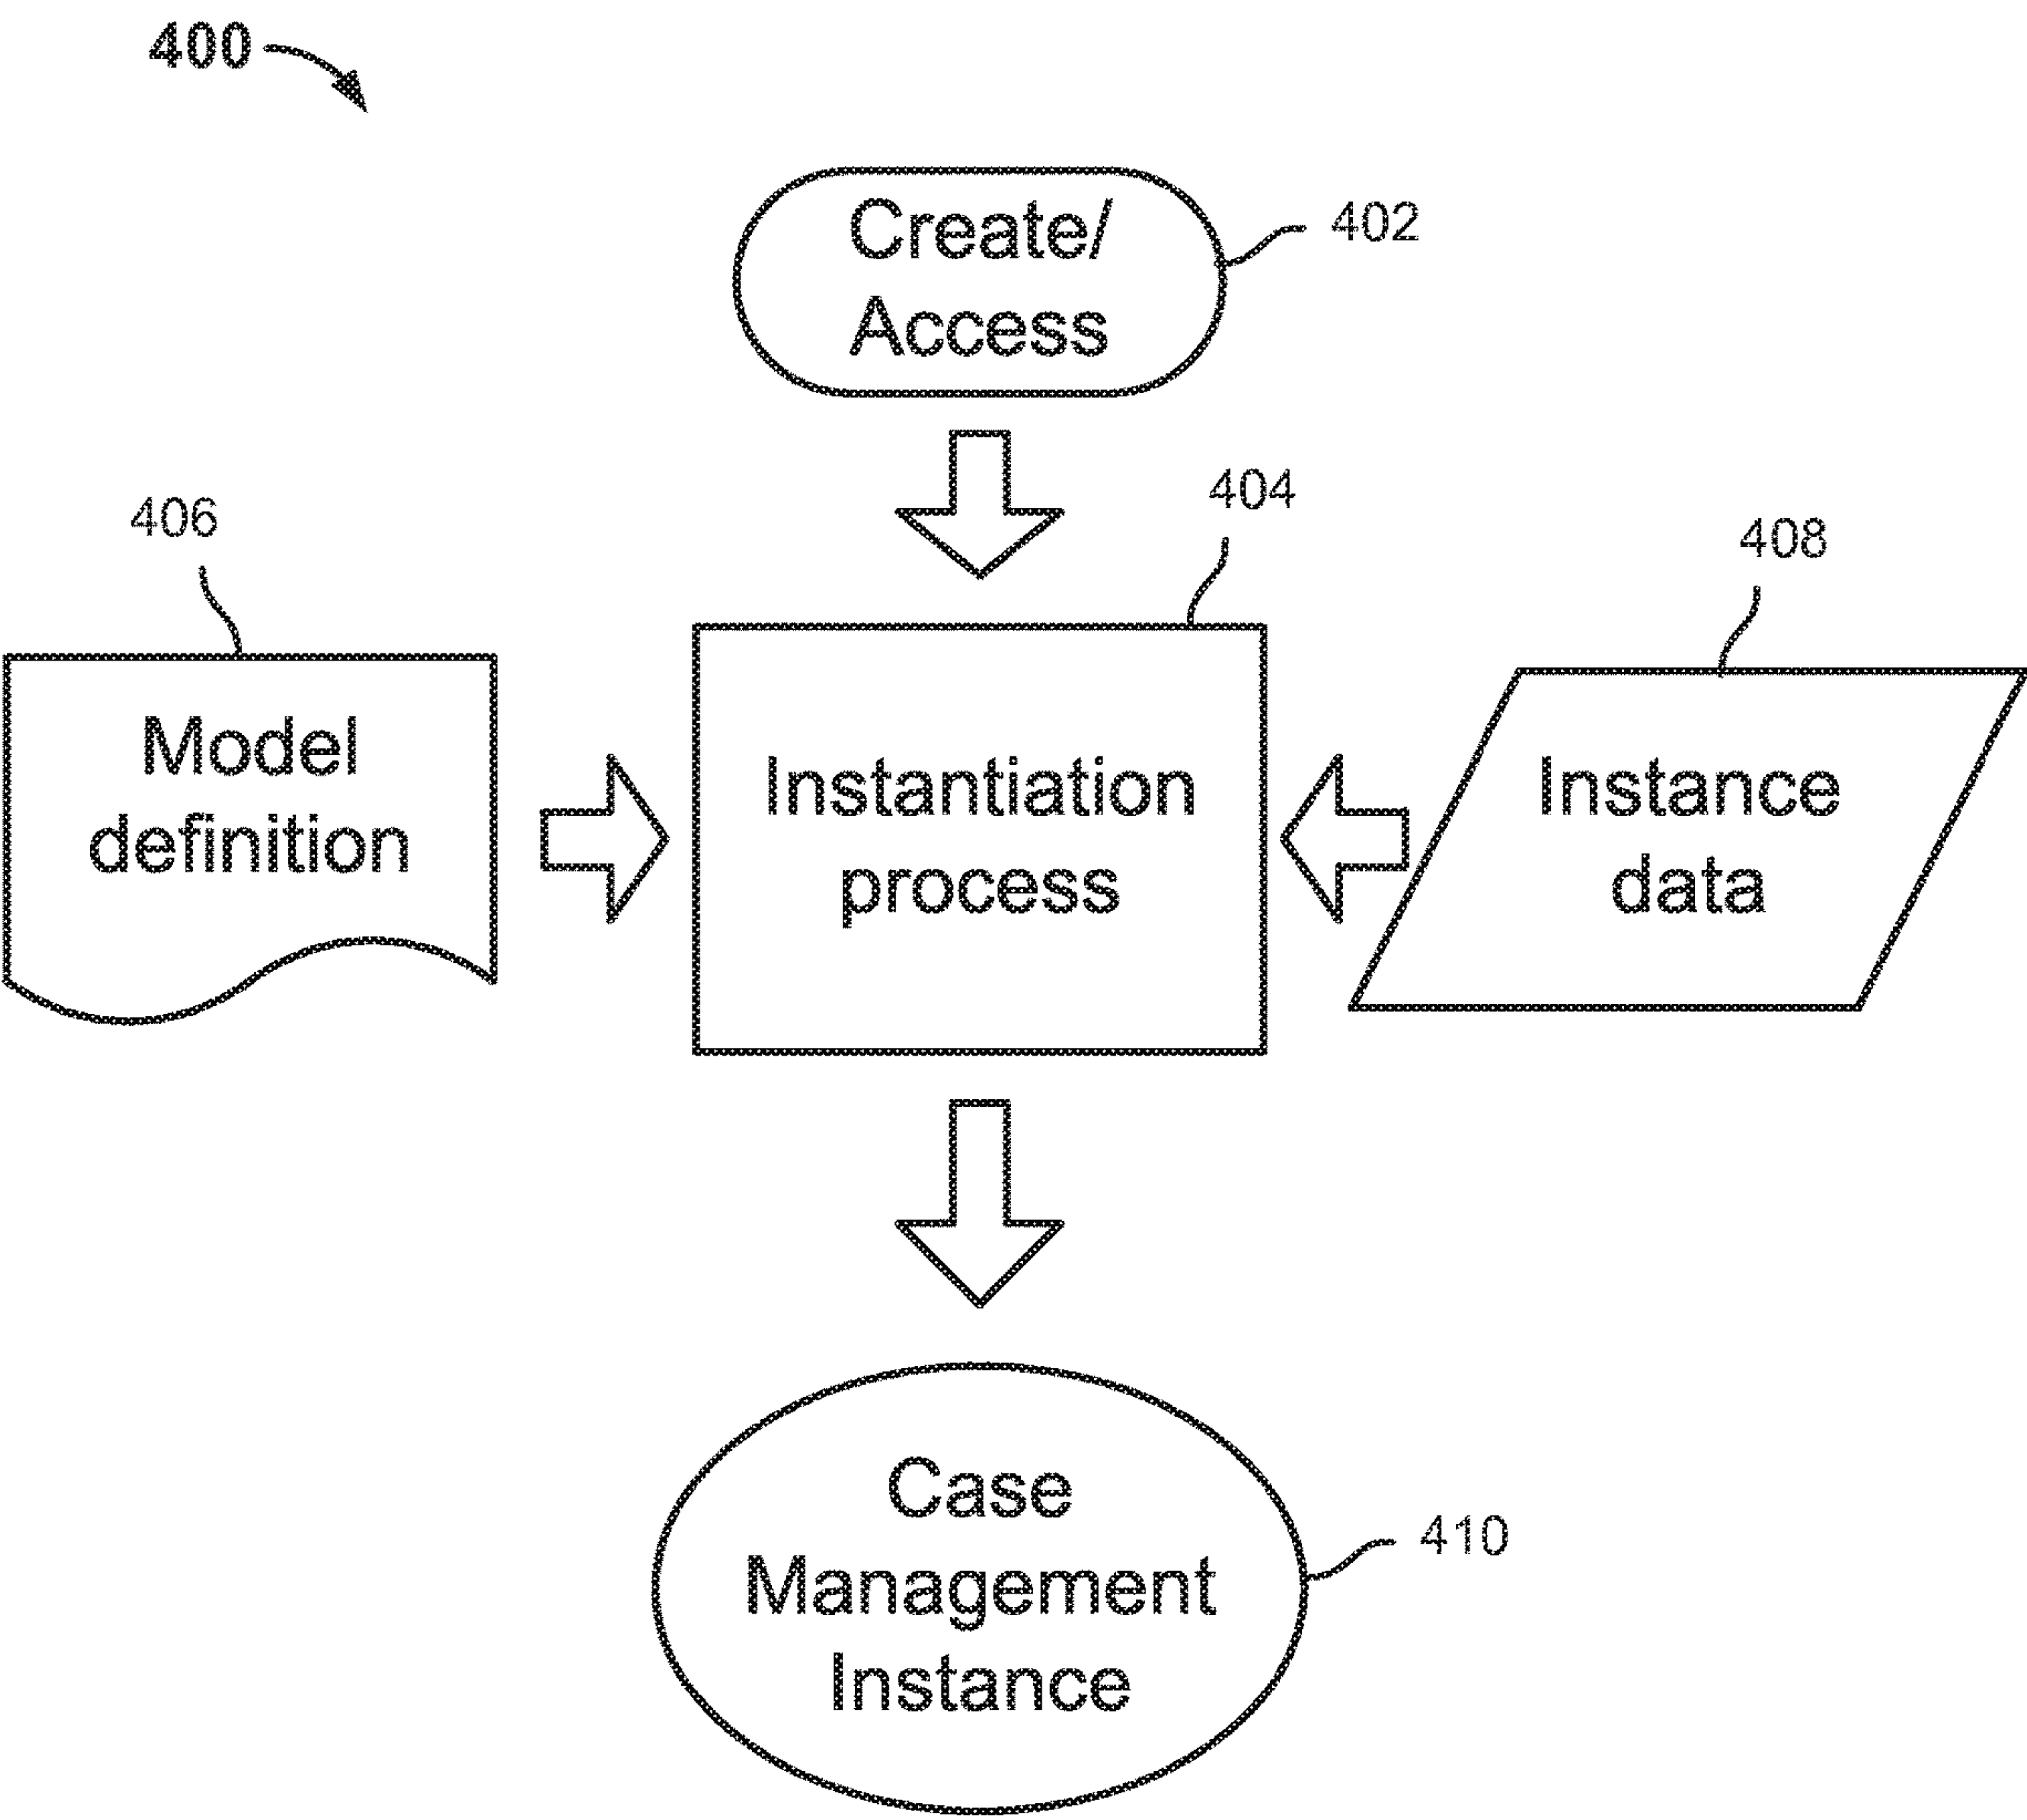 400
Create/
Access
402
404
406
408
Model
definition
Instantiation
process
Instance
data
Case
Management
Instance
410